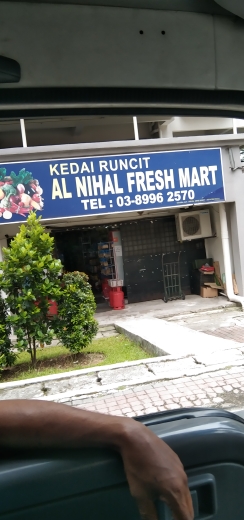 KEDAI RUNCIT
AL NIHAL FRESH MART
TEL : 03-8996 2570